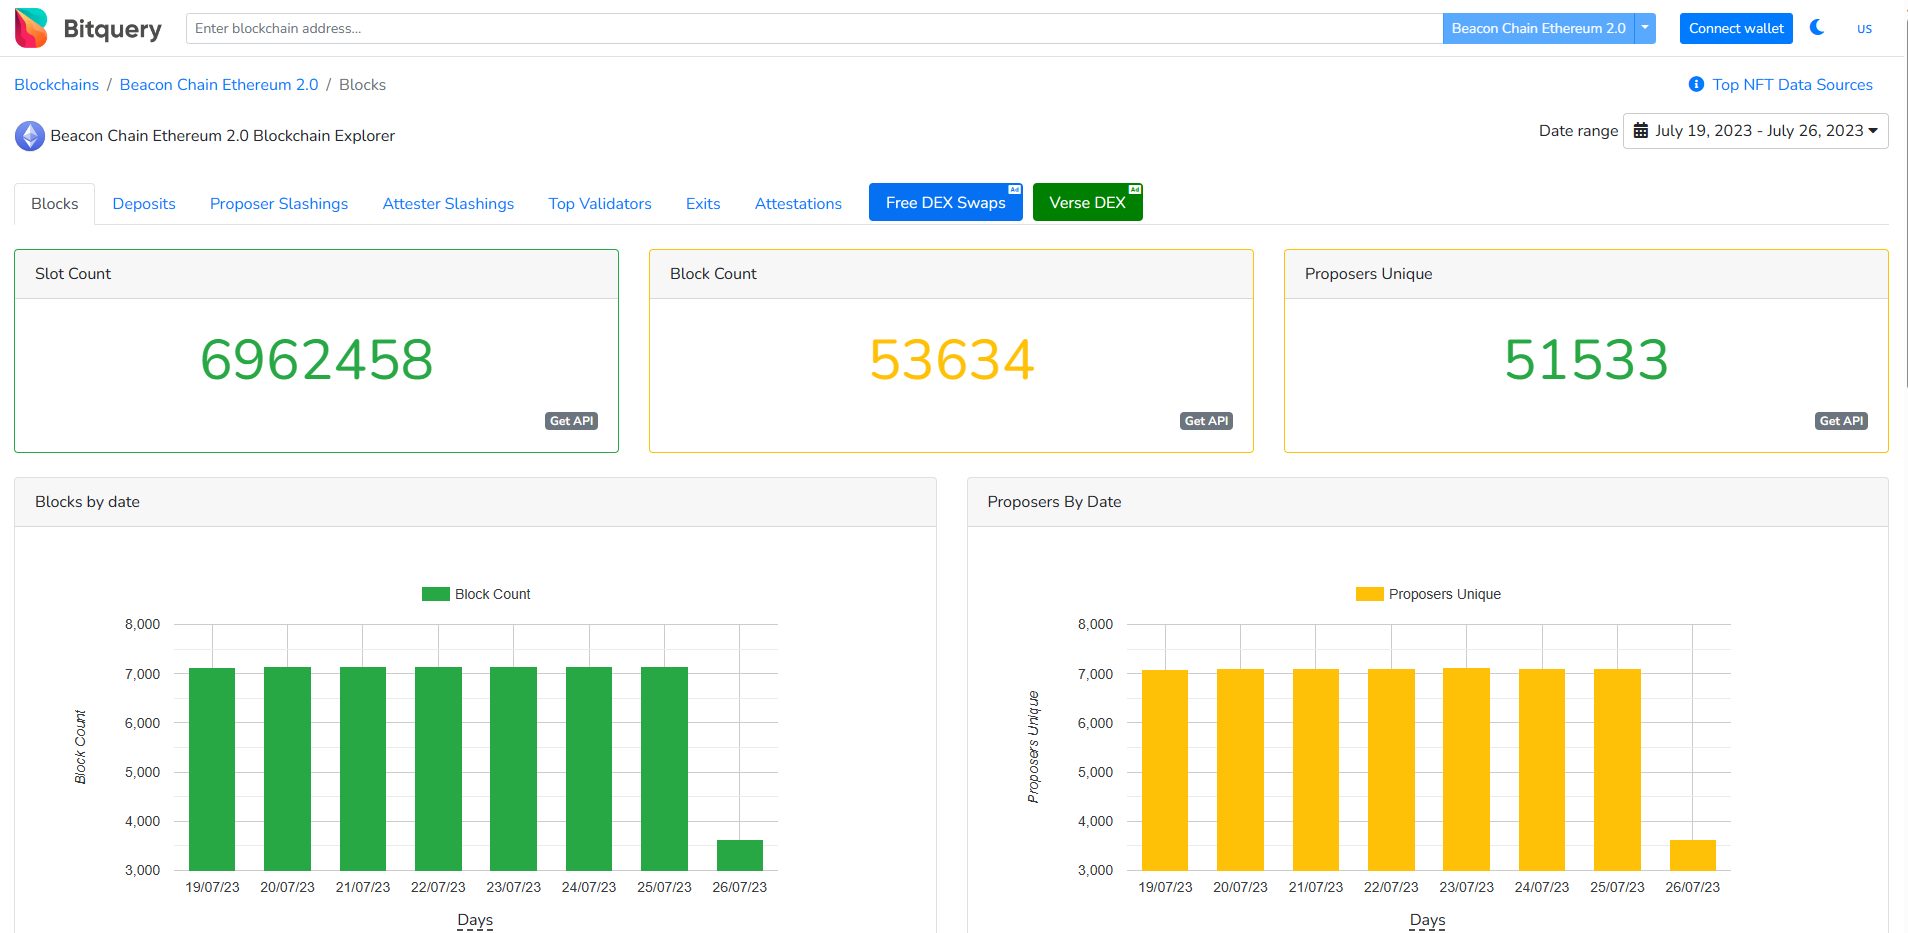 Bitquery
Enter blockchain address...
Beacon Chain Ethereum 2.0
Connect wallet
US
Blockchains / Beacon Chain Ethereum 2.0 / Blocks
Top NFT Data Sources
Beacon Chain Ethereum 2.0 Blockchain Explorer
Date range
July 19, 2023 - July 26, 2023
Blocks
Deposits
Proposer Slashings
Attester Slashings
Top Validators
Exits
Attestations
Free DEX Swaps
Ad
Verse DEX
Ad
Slot Count
6962458
Get API
Block Count
53634
Get API
Proposers Unique
51533
Get API
Blocks by date
Block Count
8,000
7,000
6,000
5,000
4,000
3,000
Block Count
19/07/23 20/07/23 21/07/23 22/07/23 23/07/23 24/07/23 25/07/23 26/07/23
Days
Proposers By Date
Proposers Unique
8,000
7,000
6,000
5,000
4,000
3,000
Proposers Unique
19/07/23 20/07/23 21/07/23 22/07/23 23/07/23 24/07/23 25/07/23 26/07/23
Days